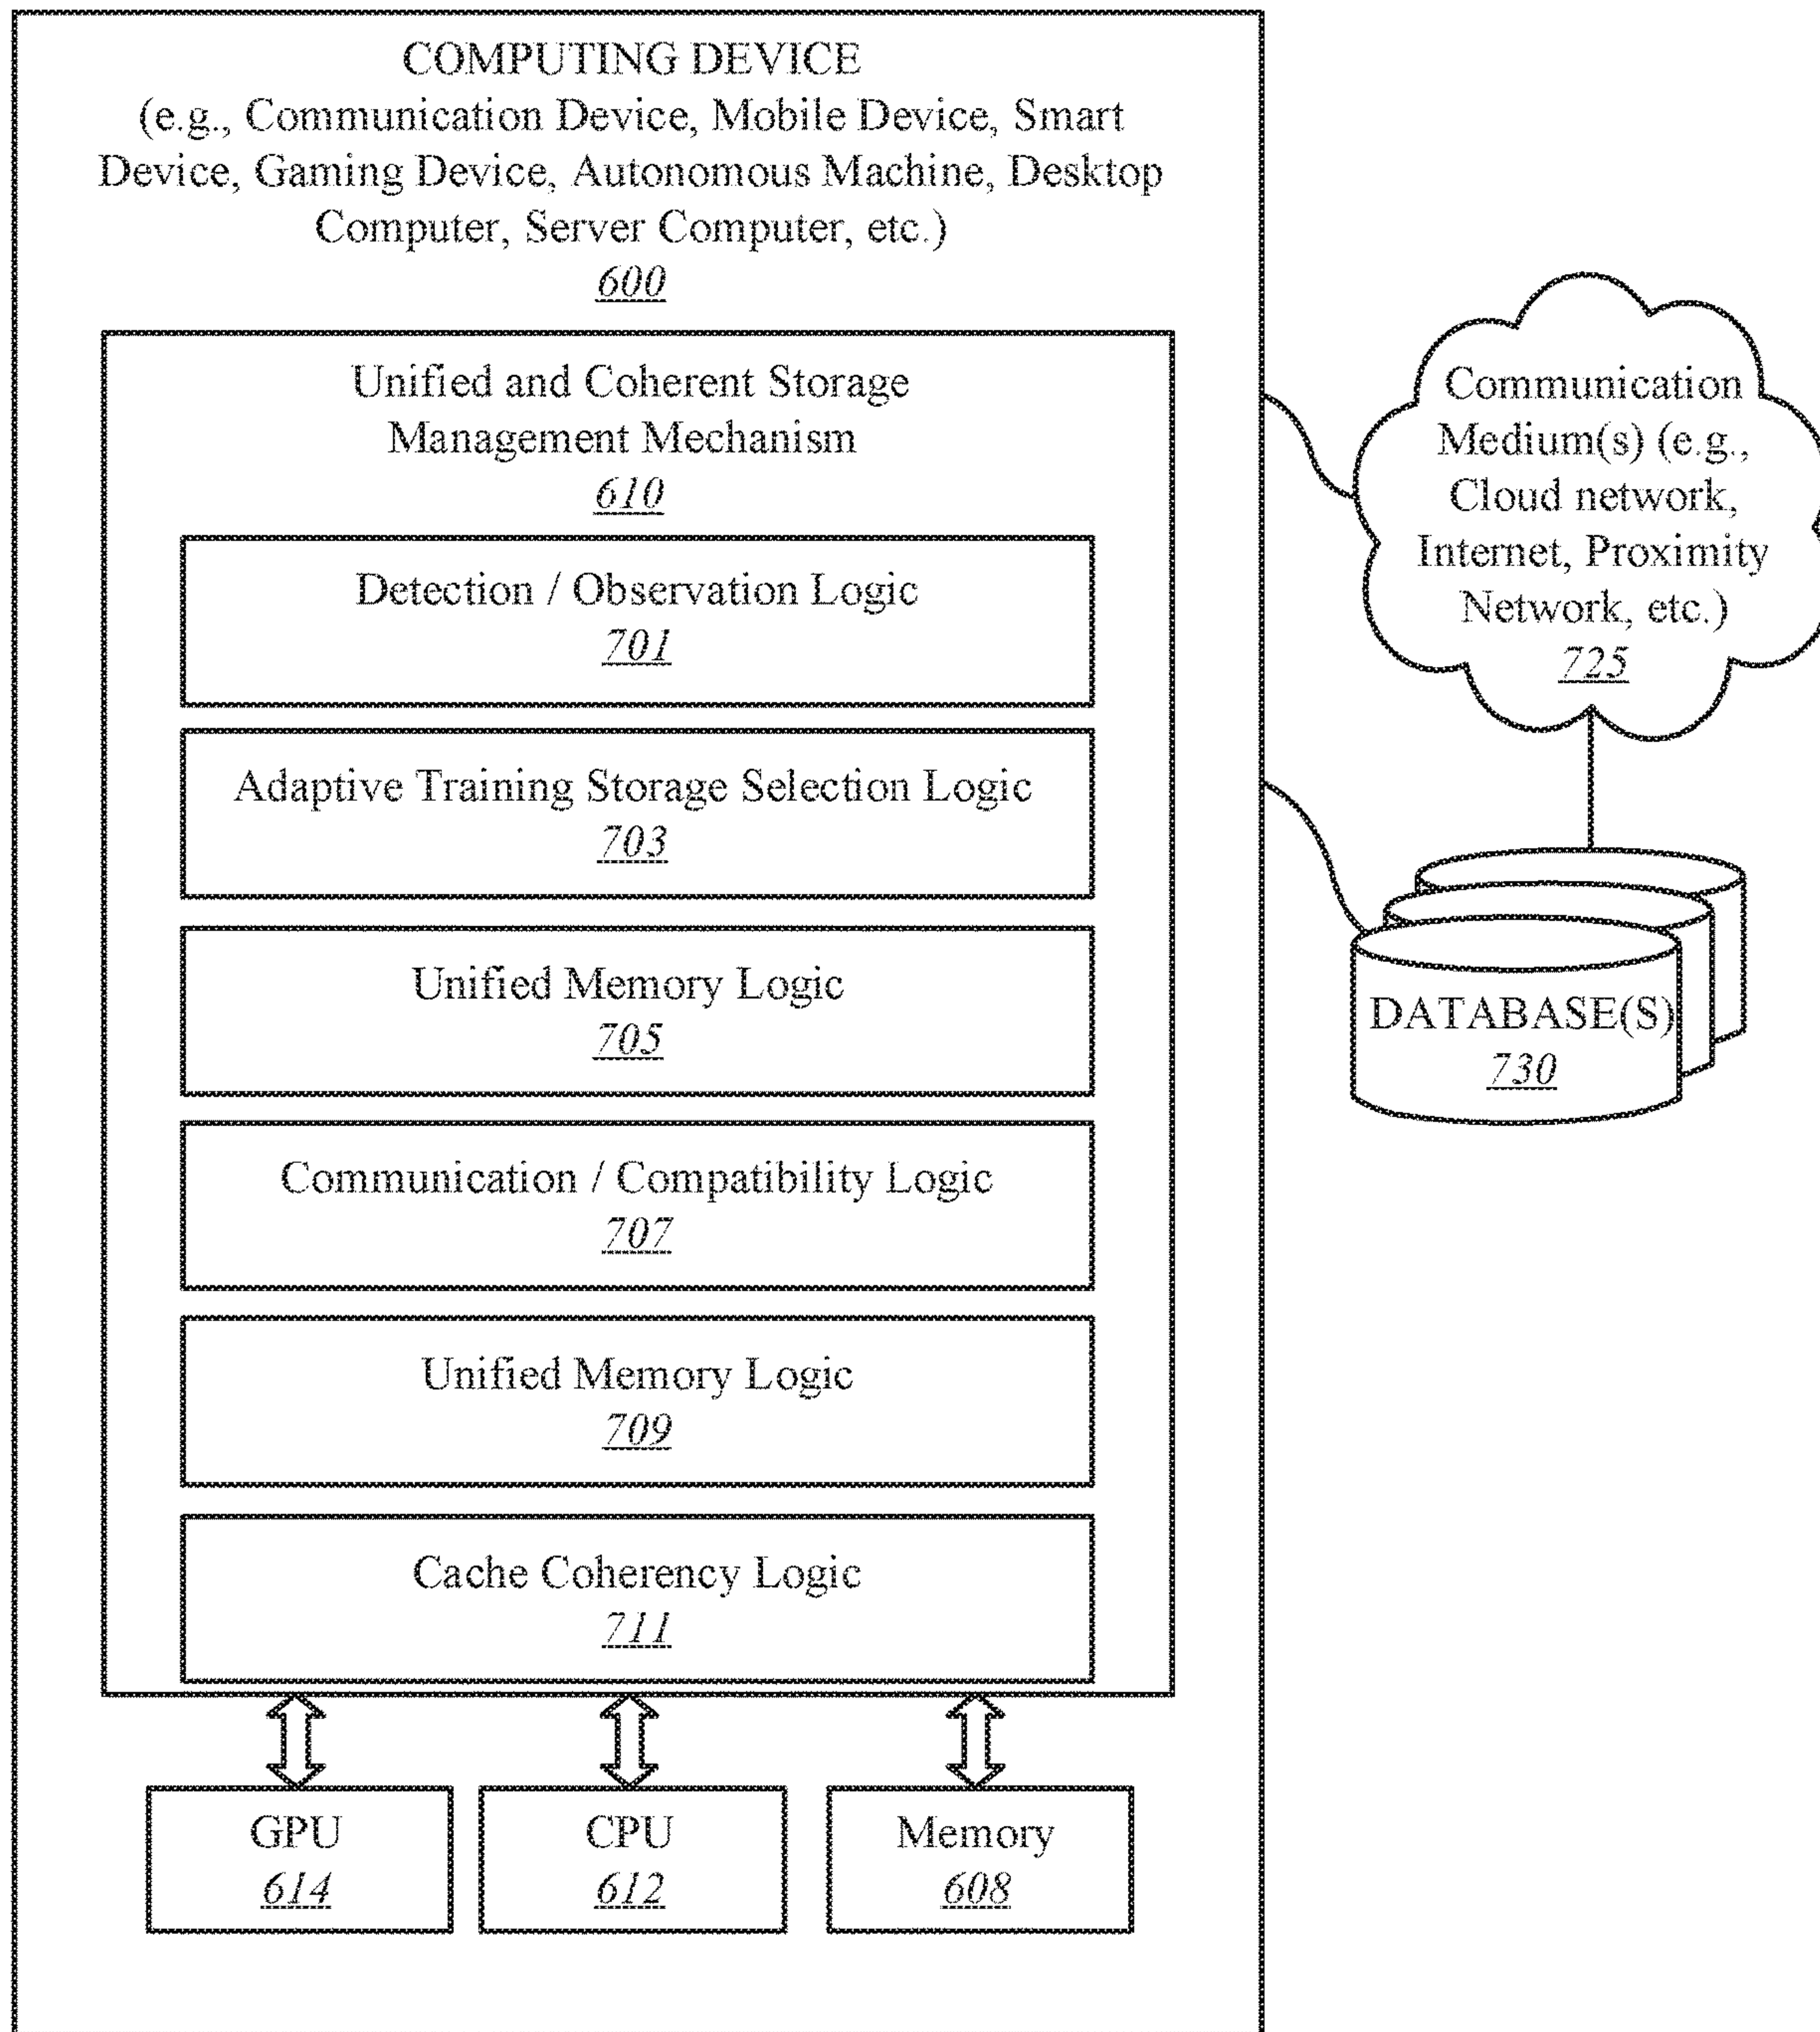 COMPUTING DEVICE
(e.g., Communication Device, Mobile Device, Smart
Device, Gaming Device, Autonomous Machine, Desktop
Computer, Server Computer, etc.)
600
Unified and Coherent Storage
Management Mechanism
610
Detection / Observation Logic
701
Adaptive Training Storage Selection Logic
703
Unified Memory Logic
705
Communication / Compatibility Logic
707
Unified Memory Logic
709
Cache Coherency Logic
711
GPU
614
CPU
612
Memory
608
Communication
Medium(s) (e.g.,
Cloud network,
Internet, Proximity
Network, etc.)
725
DATABASE(S)
730